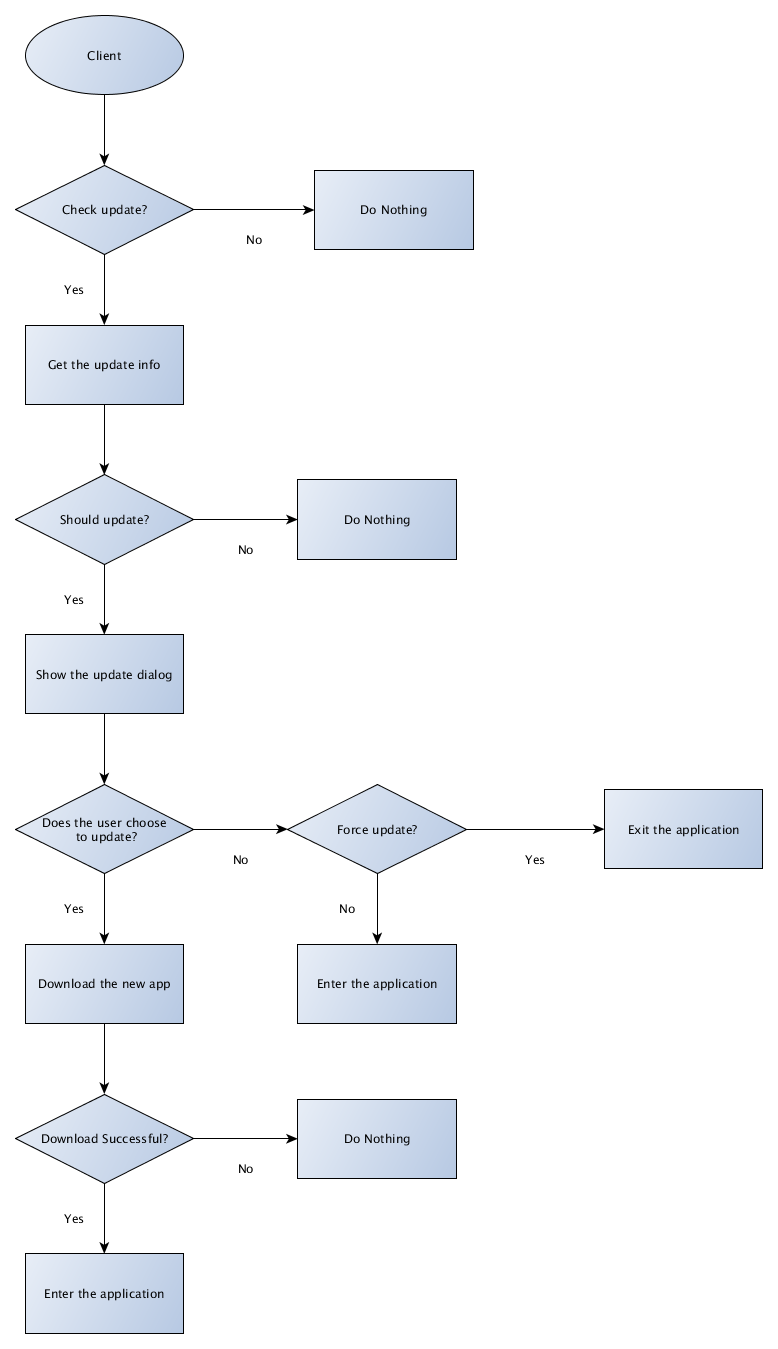 Client
Check update?
Do Nothing
No
Yes
Get the update info
Should update?
Do Nothing
No
Yes
Show the update dialog
Does the user choose
to update?
Force update?
Exit the application
No
Yes
Yes
No
Download the new app
Enter the application
Download Successful?
Do Nothing
No
Yes
Enter the application